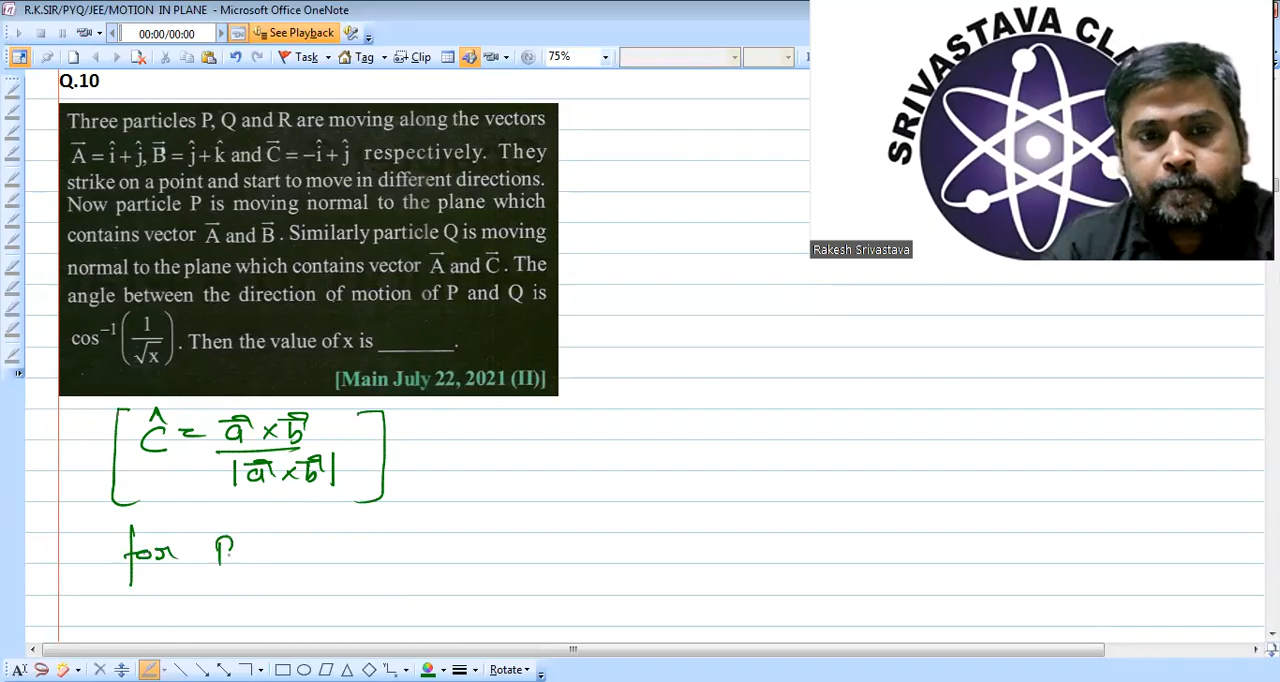 R.K.SIR/PYQ/JEE/MOTION IN PLANE - Microsoft Office OneNote
00:00/00:00
See Playback
Task
Tag
Clip
75%
Q.10
Three particles P, Q and R are moving along the vectors
A⃗ = î + ĵ, B⃗ = ĵ + k̂ and C⃗ = −î + ĵ respectively. They
strike on a point and start to move in different directions.
Now particle P is moving normal to the plane which
contains vector A⃗ and B⃗. Similarly particle Q is moving
normal to the plane which contains vector A⃗ and C⃗. The
angle between the direction of motion of P and Q is
cos⁻¹(1/√x). Then the value of x is ______.
[Main July 22, 2021 (II)]
[Ĉ = a⃗ × b⃗ / |a⃗ × b⃗|]
for P
SRIVASTAVA CL
Rakesh Srivastava
Rotate